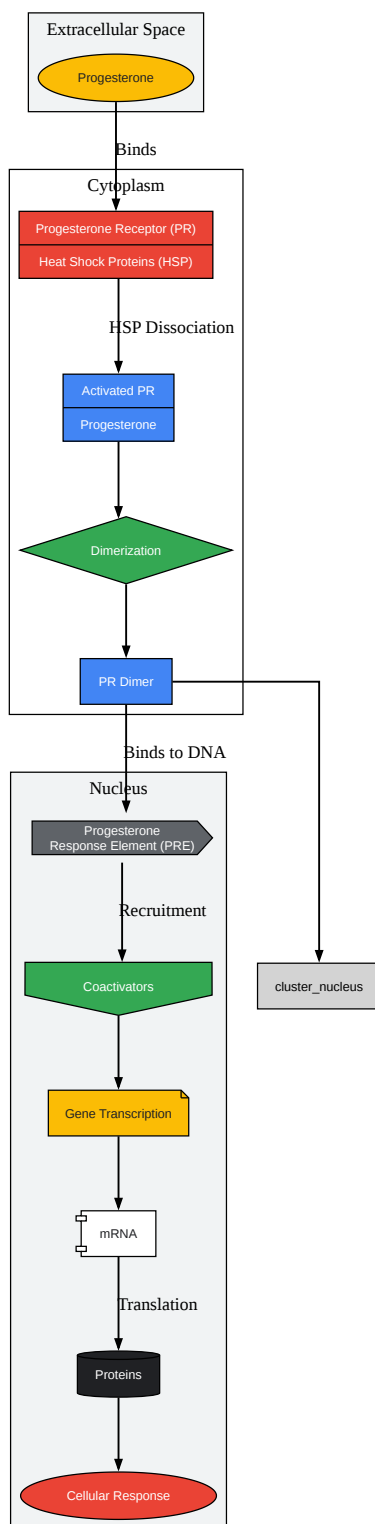 Extracellular Space
Progesterone
Binds
Cytoplasm
Progesterone Receptor (PR)
Heat Shock Proteins (HSP)
HSP Dissociation
Activated PR
Progesterone
Dimerization
PR Dimer
Binds to DNA
Nucleus
Progesterone
Response Element (PRE)
Recruitment
Coactivators
cluster_nucleus
Gene Transcription
mRNA
Translation
Proteins
Cellular Response